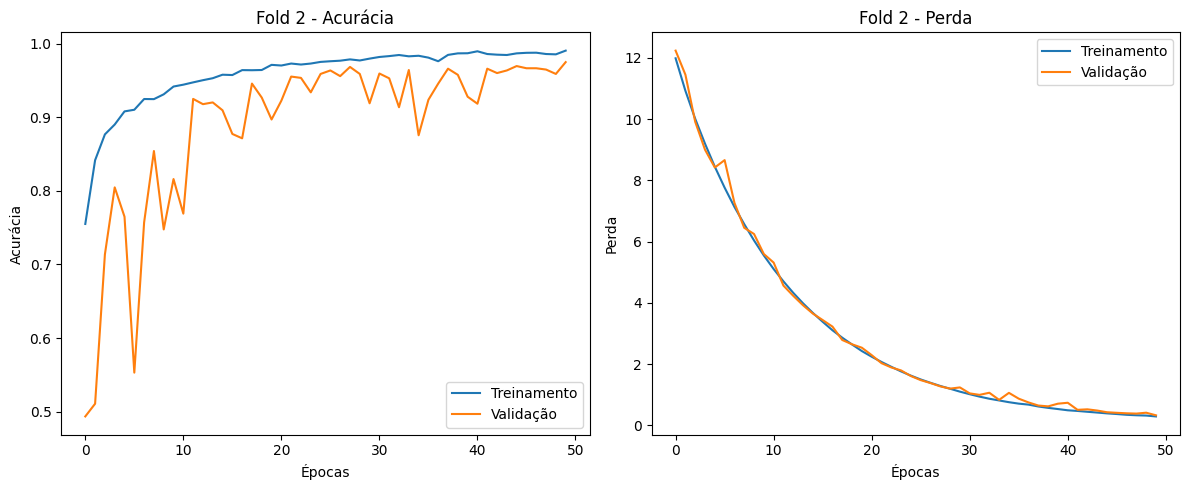 Fold 2 - Acurácia
1.0
0.9
0.8
0.7
0.6
0.5
Acurácia
Treinamento
Validação
0 10 20 30 40 50
Épocas
Fold 2 - Perda
12
10
8
6
4
2
0
Perda
Treinamento
Validação
0 10 20 30 40 50
Épocas